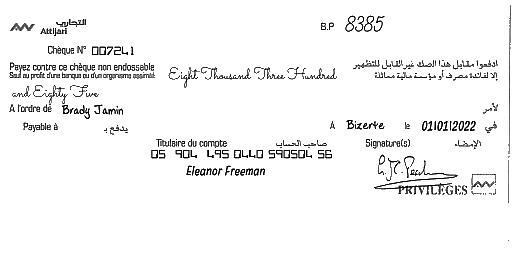 التجاري
Attijari
B.P 8385
Chèque N° 007241
Payez contre ce chèque non endossable
Sauf au profit d'une banque ou d'un organisme assimilé
ادفعوا مقابل هذا الصك غير القابل للتظهير
إلا لفائدة مصرف أو مؤسسة مالية مماثلة
Eight Thousand Three Hundred
and Eighty Five
A l'ordre de Brady Jamin لأمر
Payable à يدفع بـ
A Bizerte le 01/01/2022 في
Titulaire du compte صاحب الحساب
Signature(s) الإمضاء
05 904 495 0440 590504 56
Eleanor Freeman
PRIVILÈGES